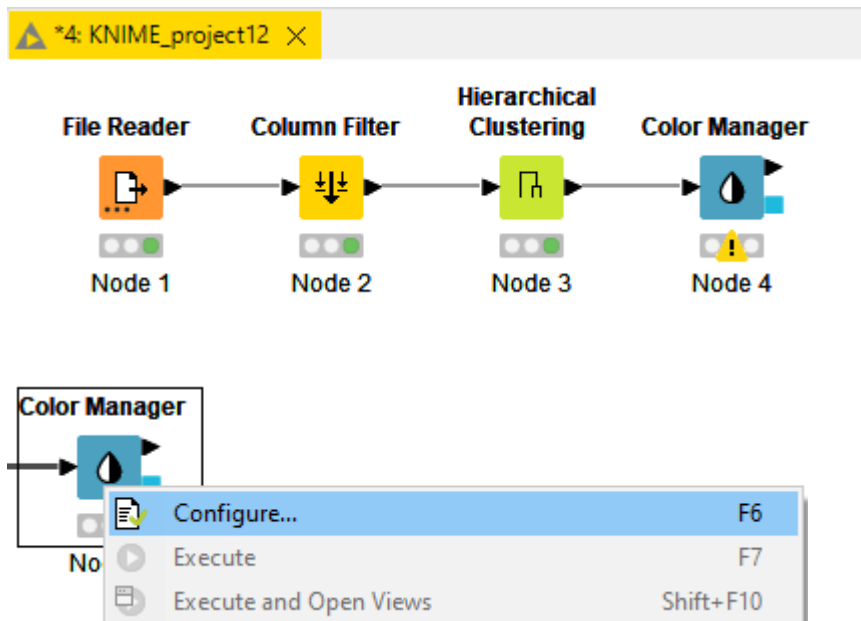 *4: KNIME_project12
File Reader
Column Filter
Hierarchical
Clustering
Color Manager
Node 1
Node 2
Node 3
Node 4
Color Manager
No
Configure... F6
Execute F7
Execute and Open Views Shift+F10